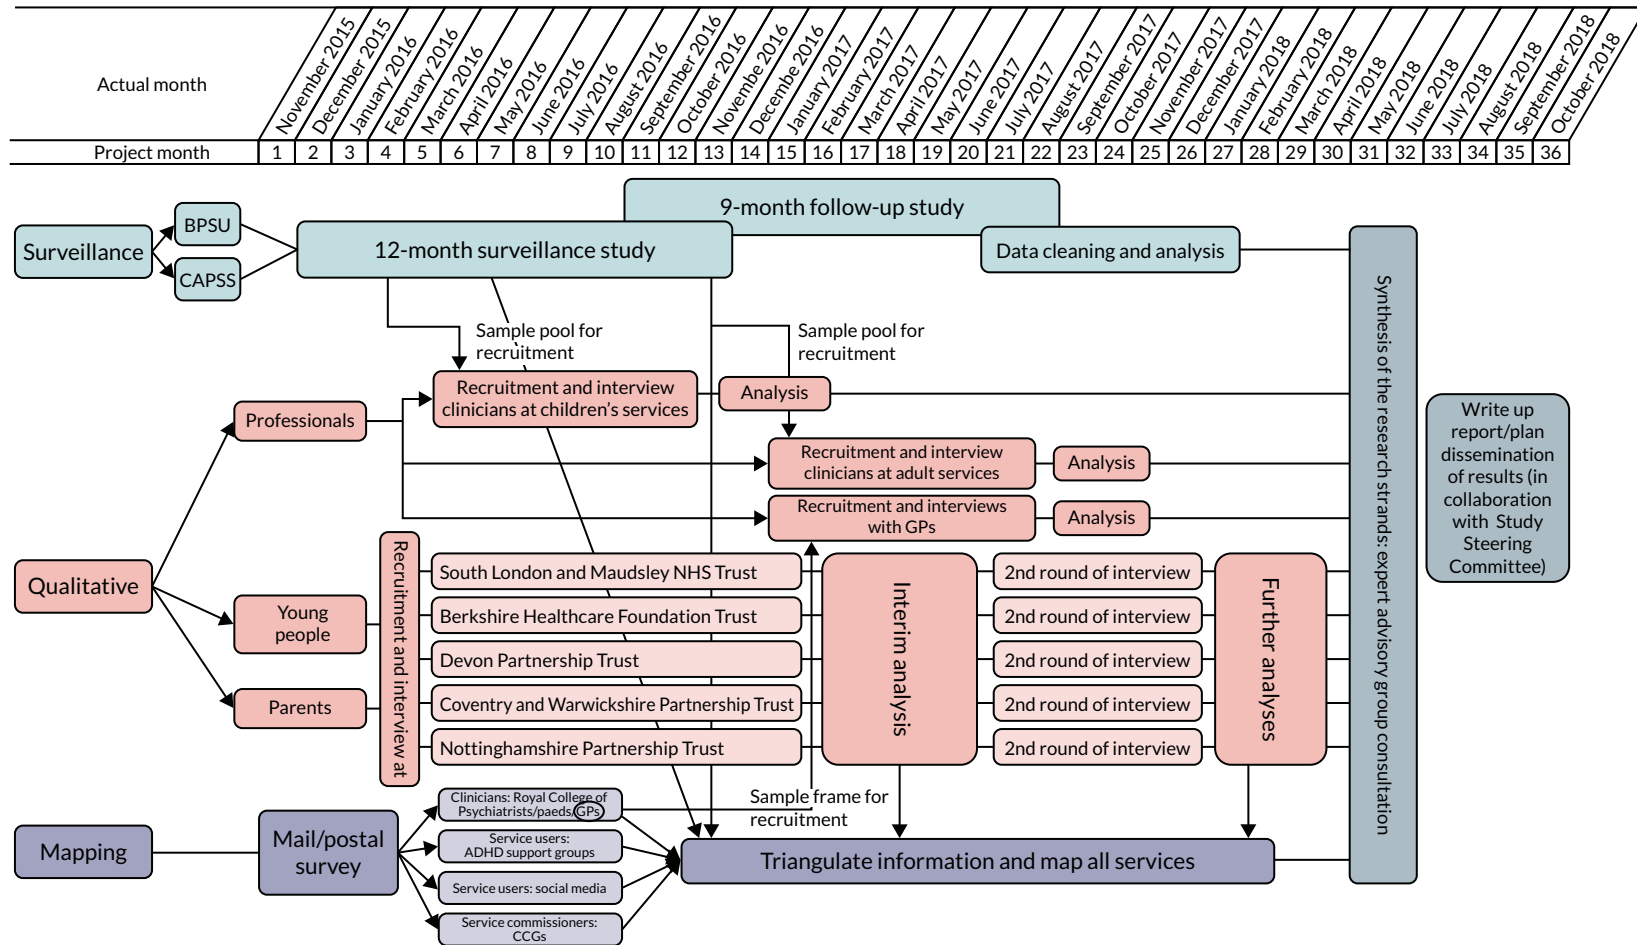 Actual month
November 2015
December 2015
January 2016
February 2016
March 2016
April 2016
May 2016
June 2016
July 2016
August 2016
September 2016
October 2016
Novembe 2016
December 2016
January 2017
February 2017
March 2017
April 2017
May 2017
June 2017
July 2017
August 2017
September 2017
October 2017
November 2017
December 2017
January 2018
February 2018
March 2018
April 2018
May 2018
June 2018
July 2018
August 2018
September 2018
October 2018
Project month 1 2 3 4 5 6 7 8 9 10 11 12 13 14 15 16 17 18 19 20 21 22 23 24 25 26 27 28 29 30 31 32 33 34 35 36
Surveillance
BPSU
CAPSS
9-month follow-up study
12-month surveillance study
Data cleaning and analysis
Sample pool for
recruitment
Sample pool for
recruitment
Qualitative
Professionals
Recruitment and interview
clinicians at children’s services
Analysis
Recruitment and interview
clinicians at adult services
Analysis
Recruitment and interviews
with GPs
Analysis
Young
people
Parents
Recruitment and interview at
South London and Maudsley NHS Trust
Berkshire Healthcare Foundation Trust
Devon Partnership Trust
Coventry and Warwickshire Partnership Trust
Nottinghamshire Partnership Trust
Interim analysis
2nd round of interview
2nd round of interview
2nd round of interview
2nd round of interview
2nd round of interview
Further analyses
Mapping
Mail/postal
survey
Clinicians: Royal College of
Psychiatrists/paeds/GPs
Service users:
ADHD support groups
Service users: social media
Service commissioners:
CCGs
Sample frame for
recruitment
Triangulate information and map all services
Synthesis of the research strands: expert advisory group consultation
Write up
report/plan
dissemination
of results (in
collaboration
with Study
Steering
Committee)